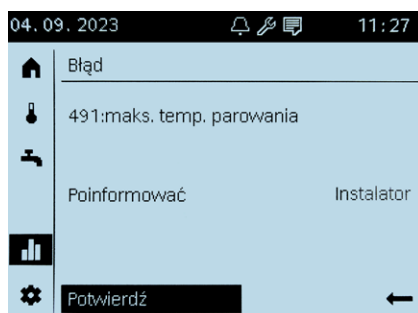 04.09.2023 11:27
Błąd
491:maks. temp. parowania
Poinformować Instalator
Potwierdź